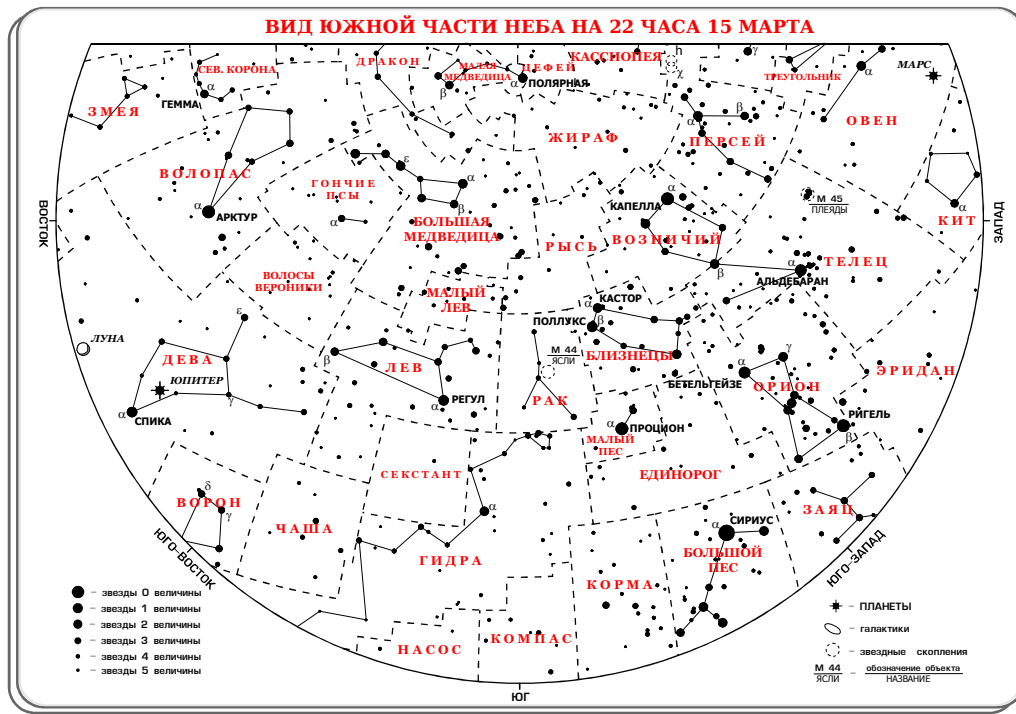 ВИД ЮЖНОЙ ЧАСТИ НЕБА НА 22 ЧАСА 15 МАРТА
КАССИОПЕЯ
h
γ
ДРАКОН
МАЛАЯ
МЕДВЕДИЦА
ЦЕФЕЙ
СЕВ. КОРОНА
χ
ТРЕУГОЛЬНИК
α
МАРС
α
β
α
ПОЛЯРНАЯ
ГЕММА
ЗМЕЯ
α
β
ОВЕН
ЖИРАФ
ПЕРСЕЙ
ВОЛОПАС
ε
ГОНЧИЕ
ПСЫ
α
α
КАПЕЛЛА
М 45
ПЛЕЯДЫ
α
КИТ
α
АРКТУР
α
β
БОЛЬШАЯ
МЕДВЕДИЦА
ВОСТОК
ЗАПАД
РЫСЬ
ВОЗНИЧИЙ
β
α
ТЕЛЕЦ
АЛЬДЕБАРАН
ВОЛОСЫ
ВЕРОНИКИ
МАЛЫЙ
ЛЕВ
α
КАСТОР
ПОЛЛУКС
β
ε
ЛУНА
ДЕВА
ЮПИТЕР
β
ЛЕВ
М 44
ЯСЛИ
БЛИЗНЕЦЫ
γ
α
БЕТЕЛЬГЕЙЗЕ
ОРИОН
ЭРИДАН
γ
α
РЕГУЛ
РАК
α
СПИКА
α
ПРОЦИОН
РИГЕЛЬ
β
МАЛЫЙ
ПЕС
СЕКСТАНТ
ЕДИНОРОГ
δ
ВОРОН
γ
α
ЗАЯЦ
ЧАША
α
СИРИУС
ЮГО-ВОСТОК
ЮГО-ЗАПАД
ГИДРА
БОЛЬШОЙ
ПЕС
КОРМА
КОМПАС
НАСОС
ЮГ
– звезды 0 величины
– звезды 1 величины
– звезды 2 величины
– звезды 3 величины
– звезды 4 величины
– звезды 5 величины
– ПЛАНЕТЫ
– галактики
– звездные скопления
М 44 – обозначение объекта
ЯСЛИ НАЗВАНИЕ